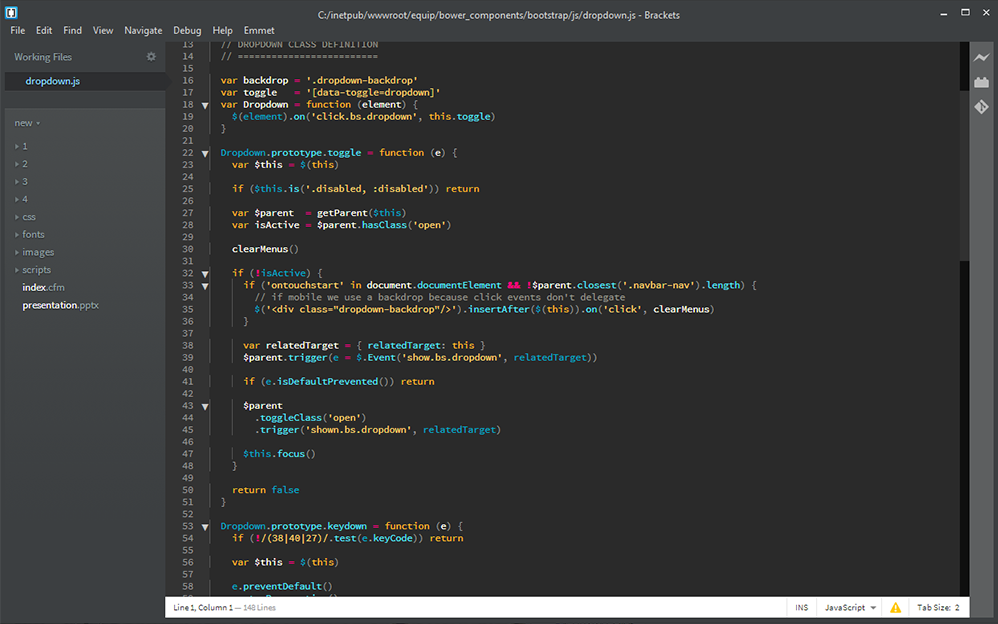 C:/inetpub/wwwroot/equip/bower_components/bootstrap/js/dropdown.js - Brackets
File Edit Find View Navigate Debug Help Emmet
Working Files
dropdown.js
new
1
2
3
4
css
fonts
images
scripts
index.cfm
presentation.pptx
13 // DROPDOWN CLASS DEFINITION
14 // =========================
15
16 var backdrop = '.dropdown-backdrop'
17 var toggle   = '[data-toggle=dropdown]'
18 var Dropdown = function (element) {
19   $(element).on('click.bs.dropdown', this.toggle)
20 }
21
22 Dropdown.prototype.toggle = function (e) {
23   var $this = $(this)
24
25   if ($this.is('.disabled, :disabled')) return
26
27   var $parent  = getParent($this)
28   var isActive = $parent.hasClass('open')
29
30   clearMenus()
31
32   if (!isActive) {
33     if ('ontouchstart' in document.documentElement && !$parent.closest('.navbar-nav').length) {
34       // if mobile we use a backdrop because click events don't delegate
35       $('<div class="dropdown-backdrop"/>').insertAfter($(this)).on('click', clearMenus)
36     }
37
38     var relatedTarget = { relatedTarget: this }
39     $parent.trigger(e = $.Event('show.bs.dropdown', relatedTarget))
40
41     if (e.isDefaultPrevented()) return
42
43     $parent
44       .toggleClass('open')
45       .trigger('shown.bs.dropdown', relatedTarget)
46
47     $this.focus()
48   }
49
50   return false
51 }
52
53 Dropdown.prototype.keydown = function (e) {
54   if (!/(38|40|27)/.test(e.keyCode)) return
55
56   var $this = $(this)
57
58   e.preventDefault()
Line 1, Column 1 — 148 Lines
INS JavaScript Tab Size: 2